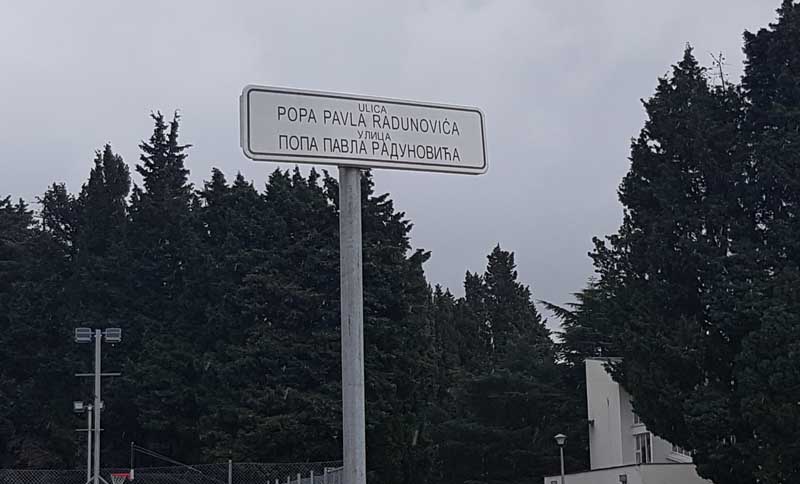 ULICA
POPA PAVLA RADUNOVIĆA
УЛИЦА
ПОПА ПАВЛА РАДУНОВИЋА